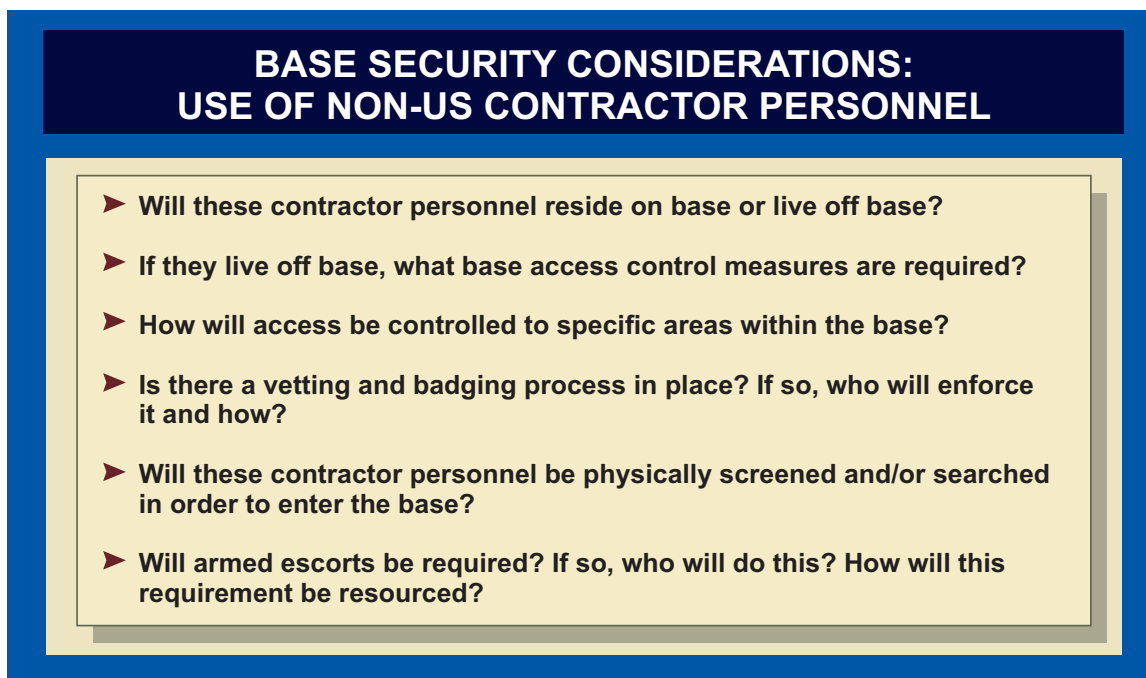 BASE SECURITY CONSIDERATIONS:
USE OF NON-US CONTRACTOR PERSONNEL
Will these contractor personnel reside on base or live off base?
If they live off base, what base access control measures are required?
How will access be controlled to specific areas within the base?
Is there a vetting and badging process in place? If so, who will enforce
it and how?
Will these contractor personnel be physically screened and/or searched
in order to enter the base?
Will armed escorts be required? If so, who will do this? How will this
requirement be resourced?